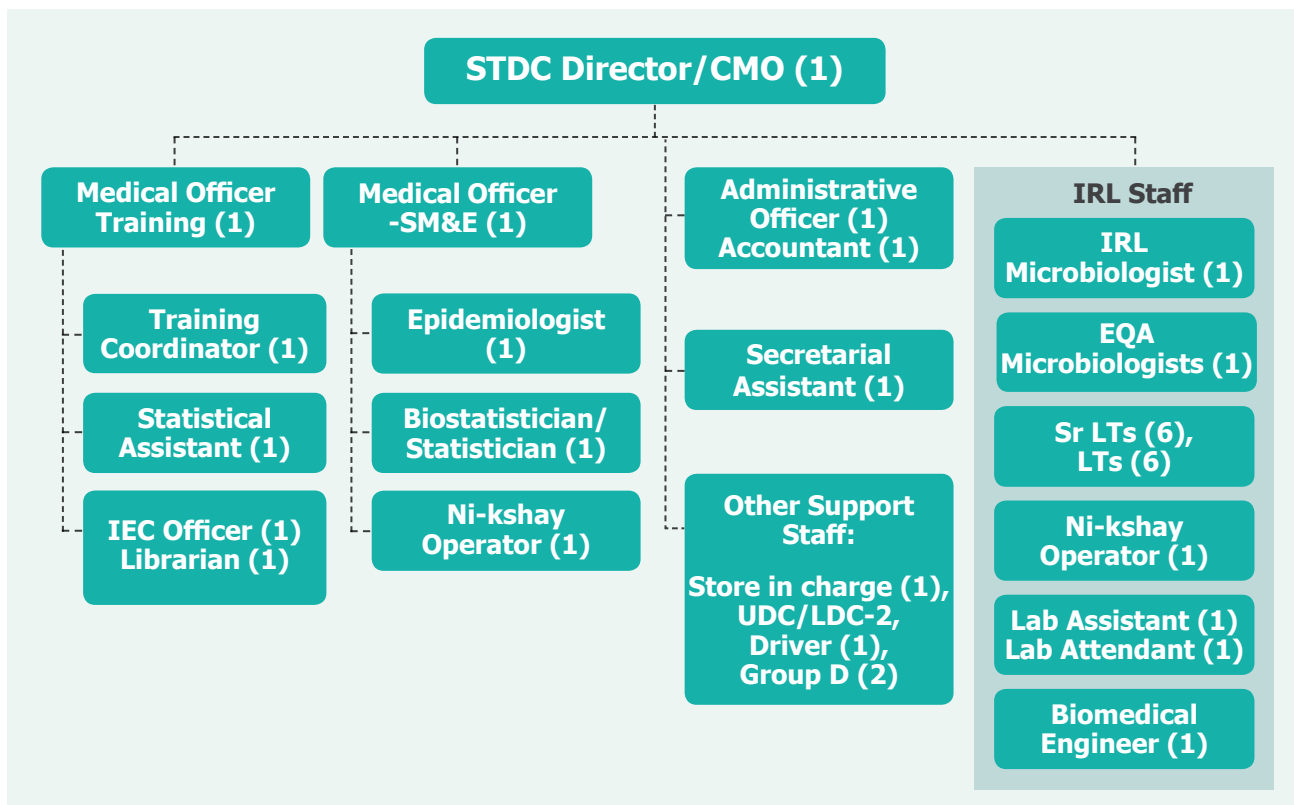 STDC Director/CMO (1)
Medical Officer
Training (1)
Training
Coordinator (1)
Statistical
Assistant (1)
IEC Officer (1)
Librarian (1)
Medical Officer
-SM&E (1)
Epidemiologist
(1)
Biostatistician/
Statistician (1)
Ni-kshay
Operator (1)
Administrative
Officer (1)
Accountant (1)
Secretarial
Assistant (1)
Other Support
Staff:
Store in charge (1),
UDC/LDC-2,
Driver (1),
Group D (2)
IRL Staff
IRL
Microbiologist (1)
EQA
Microbiologists (1)
Sr LTs (6),
LTs (6)
Ni-kshay
Operator (1)
Lab Assistant (1)
Lab Attendant (1)
Biomedical
Engineer (1)